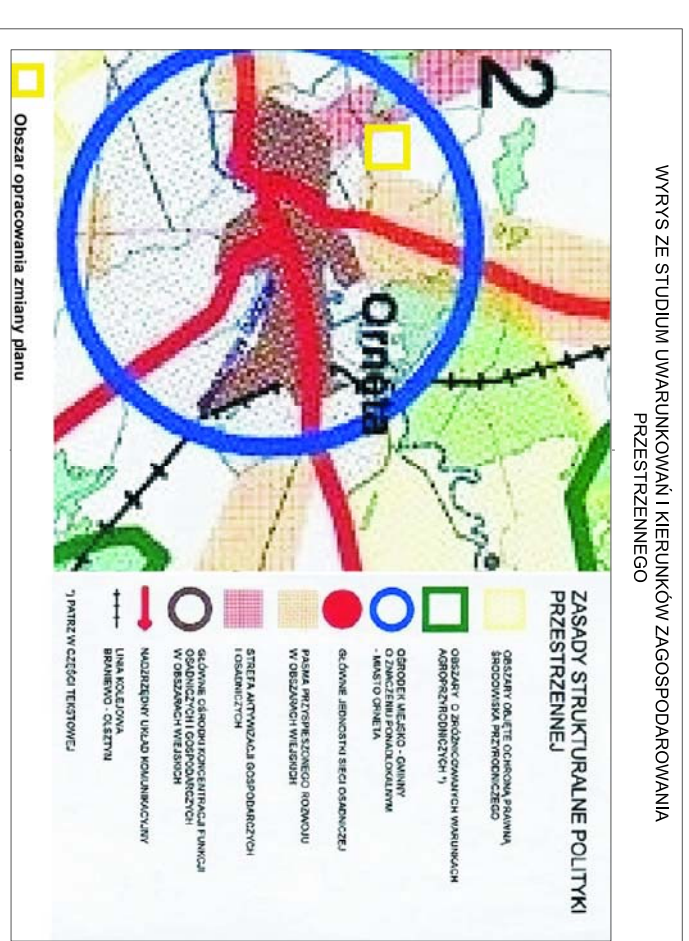 WYRYS ZE STUDIUM UWARUNKOWAŃ I KIERUNKÓW ZAGOSPODAROWANIA
PRZESTRZENNEGO
2
Ornęta
ZASADY STRUKTURALNE POLITYKI
PRZESTRZENNEJ
OBSZARY OBJĘTE OCHRONĄ PRAWNĄ
ŚRODOWISKA PRZYRODNICZEGO
OBSZARY O ZRÓŻNICOWANYCH WARUNKACH
AGROPRZYRODNICZYCH *)
OŚRODEK MIEJSKO - GMINNY
O ZNACZENIU PONADLOKALNYM
- MIASTO ORNETA
GŁÓWNE JEDNOSTKI SIECI OSADNICZEJ
PASMA PRZYSPIESZONEGO ROZWOJU
W OBSZARACH WIEJSKICH
STREFA AKTYWIZACJI GOSPODARCZYCH
I OSADNICZYCH
GŁÓWNE OŚRODKI KONCENTRACJI FUNKCJI
OSADNICZYCH I GOSPODARCZYCH
W OBSZARACH WIEJSKICH
NADRZĘDNY UKŁAD KOMUNIKACYJNY
LINIA KOLEJOWA
BRANIEWO - OLSZTYN
*) PATRZ W CZĘŚCI TEKSTOWEJ
Obszar opracowania zmiany planu